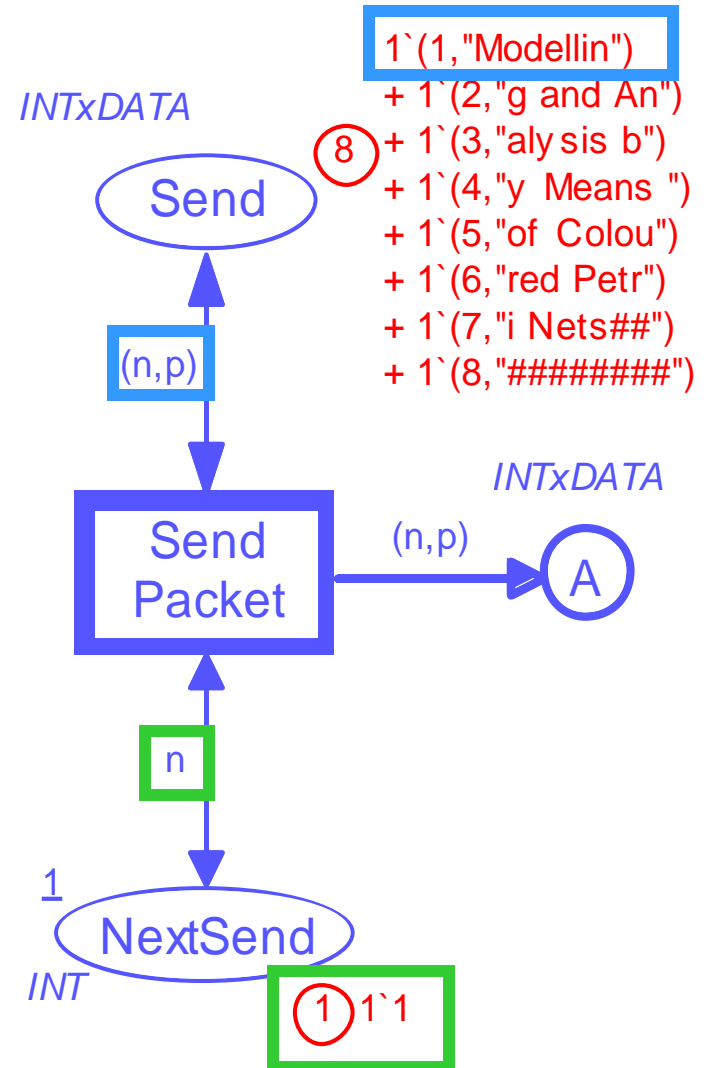 1`(1,"Modellin")
INTxDATA
+ 1`(2,"g and An")
8
+ 1`(3,"aly sis b")
Send
+ 1`(4,"y Means ")
+ 1`(5,"of Colou")
+ 1`(6,"red Petr")
+ 1`(7,"i Nets##")
(n,p)
+ 1`(8,"########")
INTxDATA
Send
Packet
(n,p)
A
n
1
NextSend
INT
1 1`1